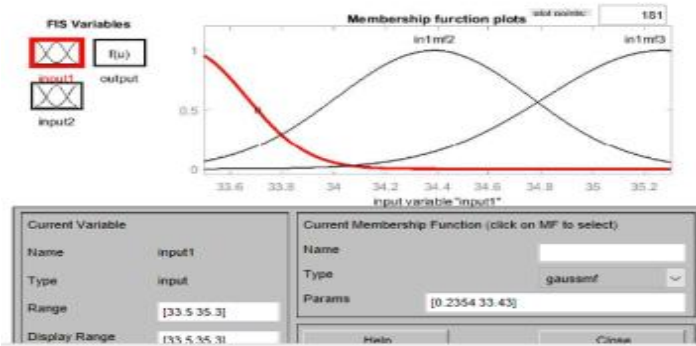 FIS Variables
Membership function plots
plot points:
181
f(u)
input1
output
input2
in1mf2
in1mf3
1
0.5
0
33.6
33.8
34
34.2
34.4
34.6
34.8
35
35.2
input variable "input1"
Current Variable
Name
input1
Type
input
Range
[33.5 35.3]
Display Range
[33.5 35.3]
Current Membership Function (click on MF to select)
Name
Type
gaussmf
Params
[0.2354 33.43]
Help
Close